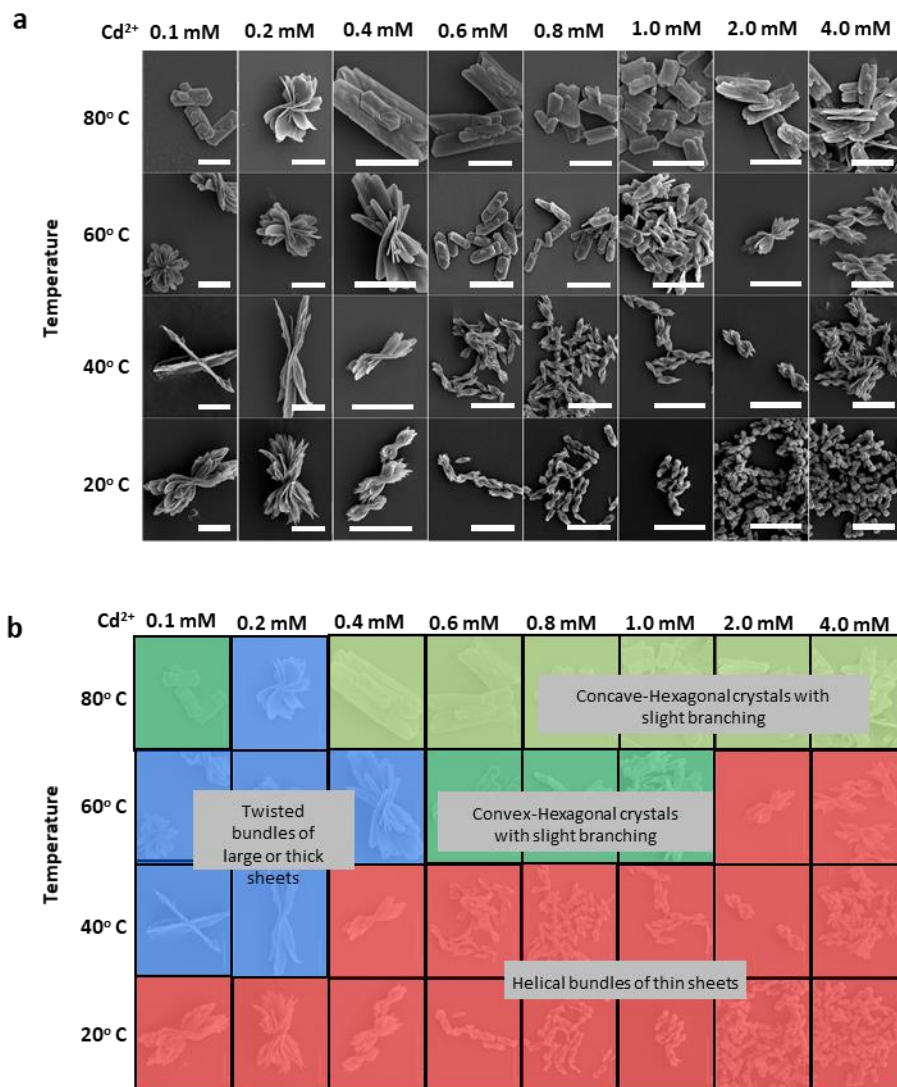 a
Cd²⁺ 0.1 mM 0.2 mM 0.4 mM 0.6 mM 0.8 mM 1.0 mM 2.0 mM 4.0 mM
80° C
60° C
Temperature
40° C
20° C
b
Cd²⁺ 0.1 mM 0.2 mM 0.4 mM 0.6 mM 0.8 mM 1.0 mM 2.0 mM 4.0 mM
80° C
Concave-Hexagonal crystals with
slight branching
60° C
Twisted
bundles of
large or thick
sheets
Convex-Hexagonal crystals
with slight branching
Temperature
40° C
Helical bundles of thin sheets
20° C